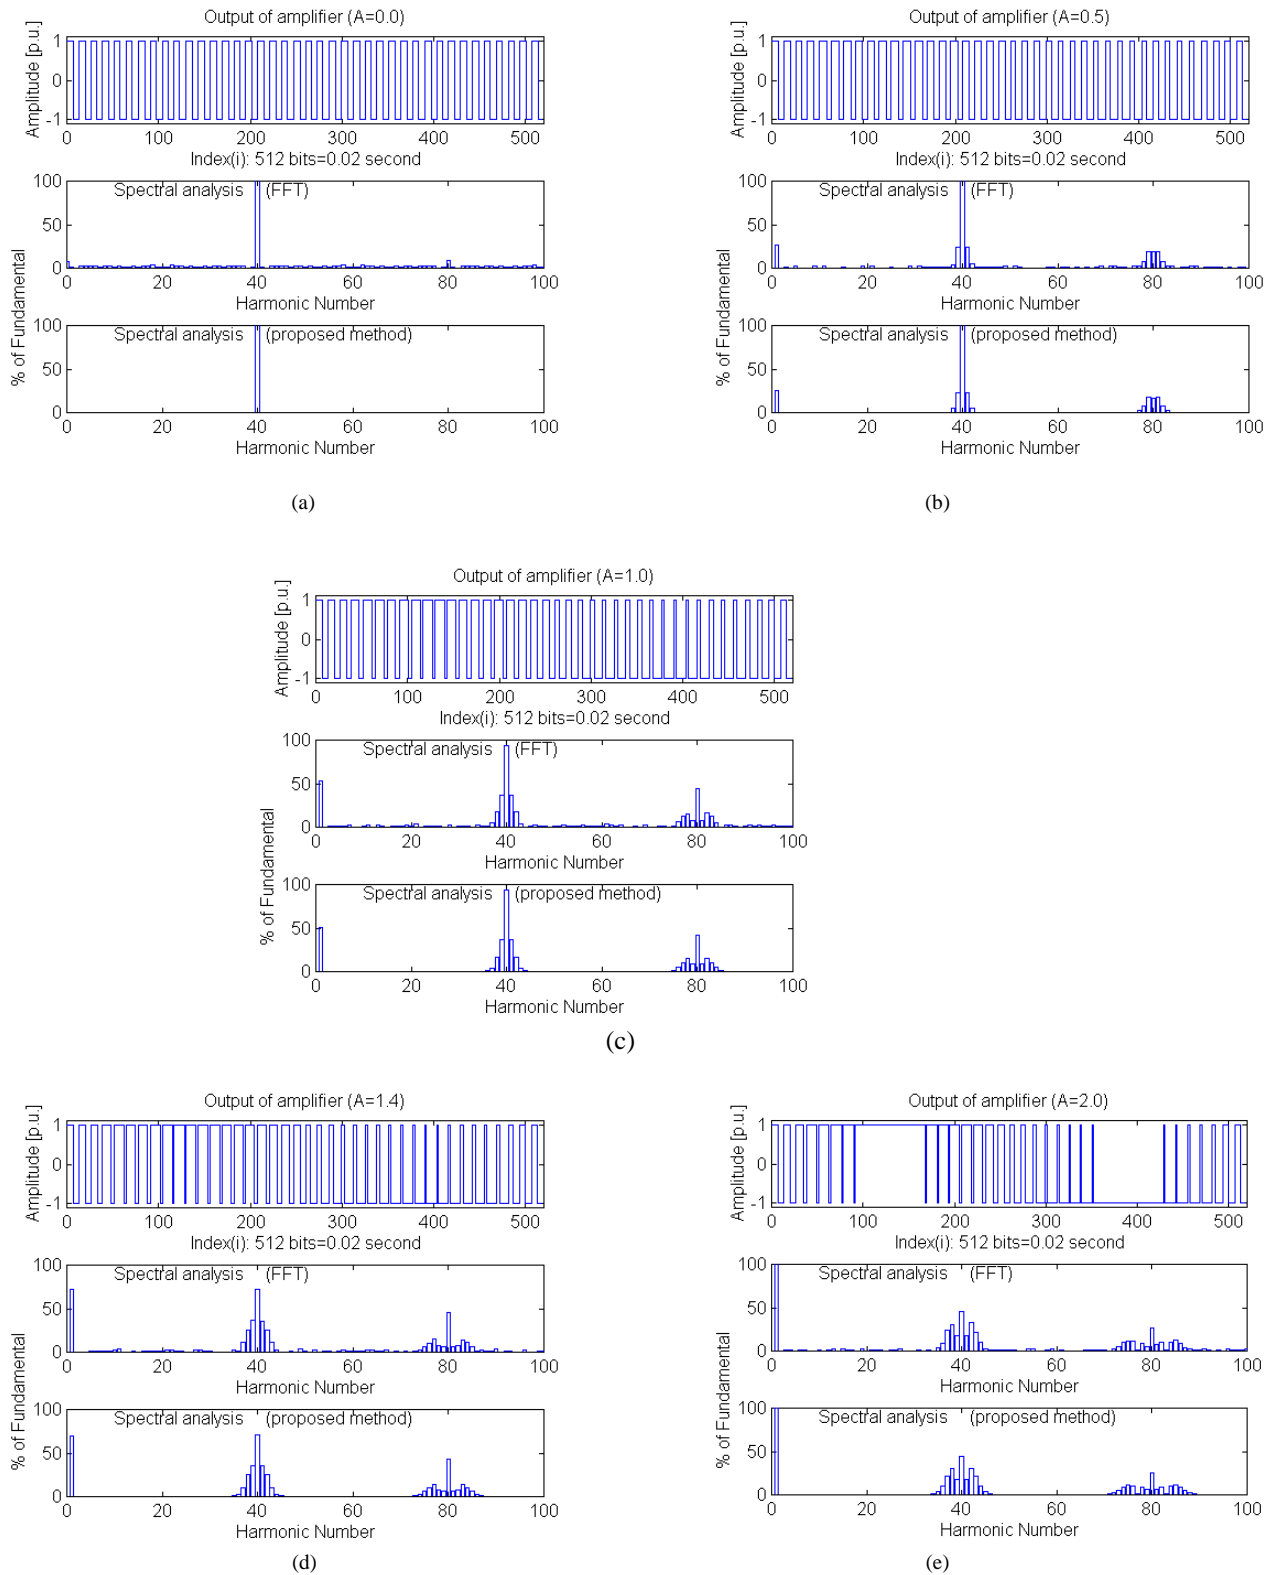 Output of amplifier (A=0.0)
Amplitude [p.u.]
1
0
-1
0 100 200 300 400 500
Index(i): 512 bits=0.02 second
Spectral analysis (FFT)
100
50
0
0 20 40 60 80 100
Harmonic Number
% of Fundamental
Spectral analysis (proposed method)
100
50
0
0 20 40 60 80 100
Harmonic Number
(a)
Output of amplifier (A=0.5)
Amplitude [p.u.]
1
0
-1
0 100 200 300 400 500
Index(i): 512 bits=0.02 second
Spectral analysis (FFT)
100
50
0
0 20 40 60 80 100
Harmonic Number
% of Fundamental
Spectral analysis (proposed method)
100
50
0
0 20 40 60 80 100
Harmonic Number
(b)
Output of amplifier (A=1.0)
Amplitude [p.u.]
1
0
-1
0 100 200 300 400 500
Index(i): 512 bits=0.02 second
Spectral analysis (FFT)
100
50
0
0 20 40 60 80 100
Harmonic Number
% of Fundamental
Spectral analysis (proposed method)
100
50
0
0 20 40 60 80 100
Harmonic Number
(c)
Output of amplifier (A=1.4)
Amplitude [p.u.]
1
0
-1
0 100 200 300 400 500
Index(i): 512 bits=0.02 second
Spectral analysis (FFT)
100
50
0
0 20 40 60 80 100
Harmonic Number
% of Fundamental
Spectral analysis (proposed method)
100
50
0
0 20 40 60 80 100
Harmonic Number
(d)
Output of amplifier (A=2.0)
Amplitude [p.u.]
1
0
-1
0 100 200 300 400 500
Index(i): 512 bits=0.02 second
Spectral analysis (FFT)
100
50
0
0 20 40 60 80 100
Harmonic Number
% of Fundamental
Spectral analysis (proposed method)
100
50
0
0 20 40 60 80 100
Harmonic Number
(e)